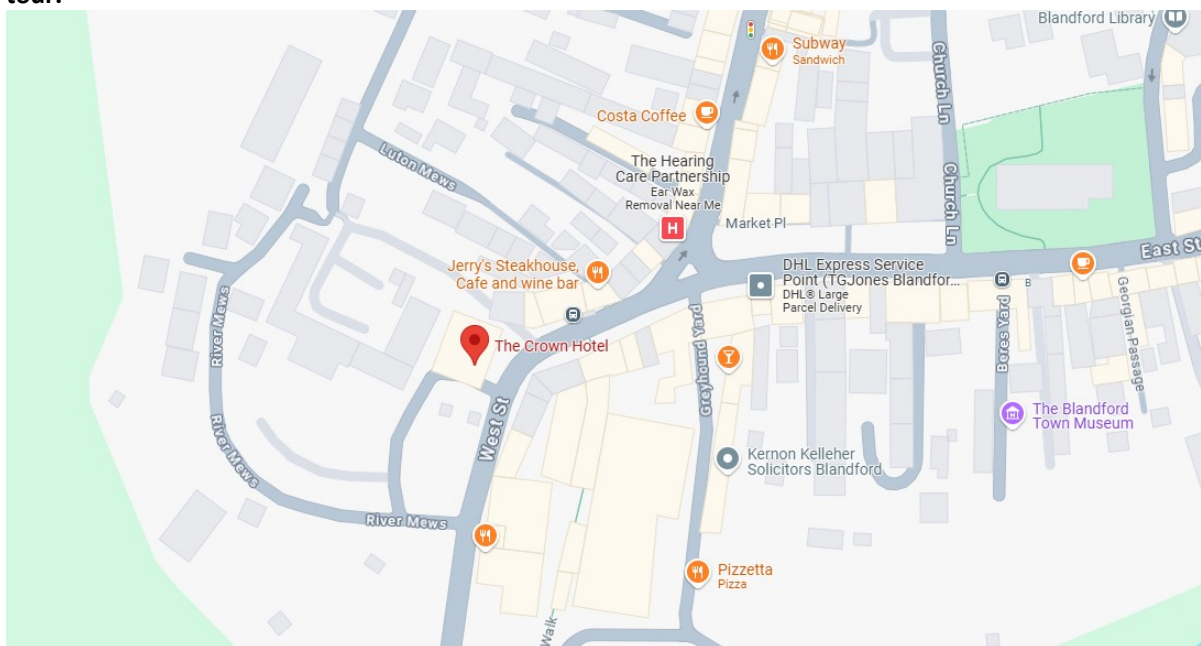 tour.
Blandford Library
Subway
Sandwich
Church Ln
Costa Coffee
Luton Mews
The Hearing
Care Partnership
Ear Wax
Removal Near Me
H
Market Pl
Church Ln
East St
Jerry's Steakhouse,
Cafe and wine bar
DHL Express Service
Point (TGJones Blandfor...
DHL® Large
Parcel Delivery
B
River Mews
The Crown Hotel
Greyhound Yard
Beres Yard
Georgian Passage
West St
The Blandford
Town Museum
River Mews
Kernon Kelleher
Solicitors Blandford
River Mews
Pizzetta
Pizza
Walk